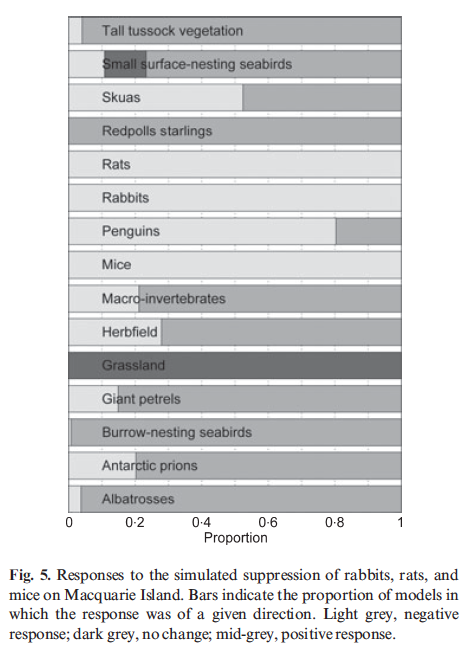 Tall tussock vegetation
Small surface-nesting seabirds
Skuas
Redpolls starlings
Rats
Rabbits
Penguins
Mice
Macro-invertebrates
Herbfield
Grassland
Giant petrels
Burrow-nesting seabirds
Antarctic prions
Albatrosses
0 0·2 0·4 0·6 0·8 1
Proportion
Fig. 5. Responses to the simulated suppression of rabbits, rats, and
mice on Macquarie Island. Bars indicate the proportion of models in
which the response was of a given direction. Light grey, negative
response; dark grey, no change; mid-grey, positive response.